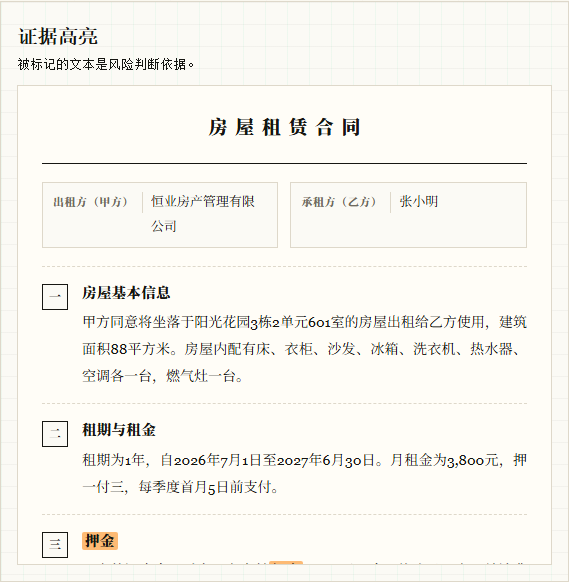 证据高亮
被标记的文本是风险判断依据。
房屋租赁合同
出租方（甲方）
恒业房产管理有限
公司
承租方（乙方）
张小明
一
房屋基本信息
甲方同意将坐落于阳光花园3栋2单元601室的房屋出租给乙方使用，建筑
面积88平方米。房屋内配有床、衣柜、沙发、冰箱、洗衣机、热水器、
空调各一台，燃气灶一台。
二
租期与租金
租期为1年，自2026年7月1日至2027年6月30日。月租金为3,800元，押
一付三，每季度首月5日前支付。
三
押金